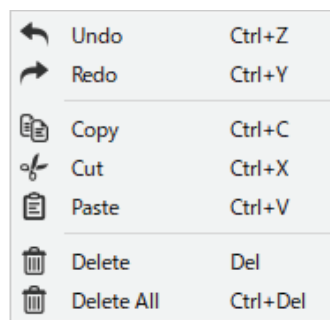 Undo Ctrl+Z
Redo Ctrl+Y
Copy Ctrl+C
Cut Ctrl+X
Paste Ctrl+V
Delete Del
Delete All Ctrl+Del